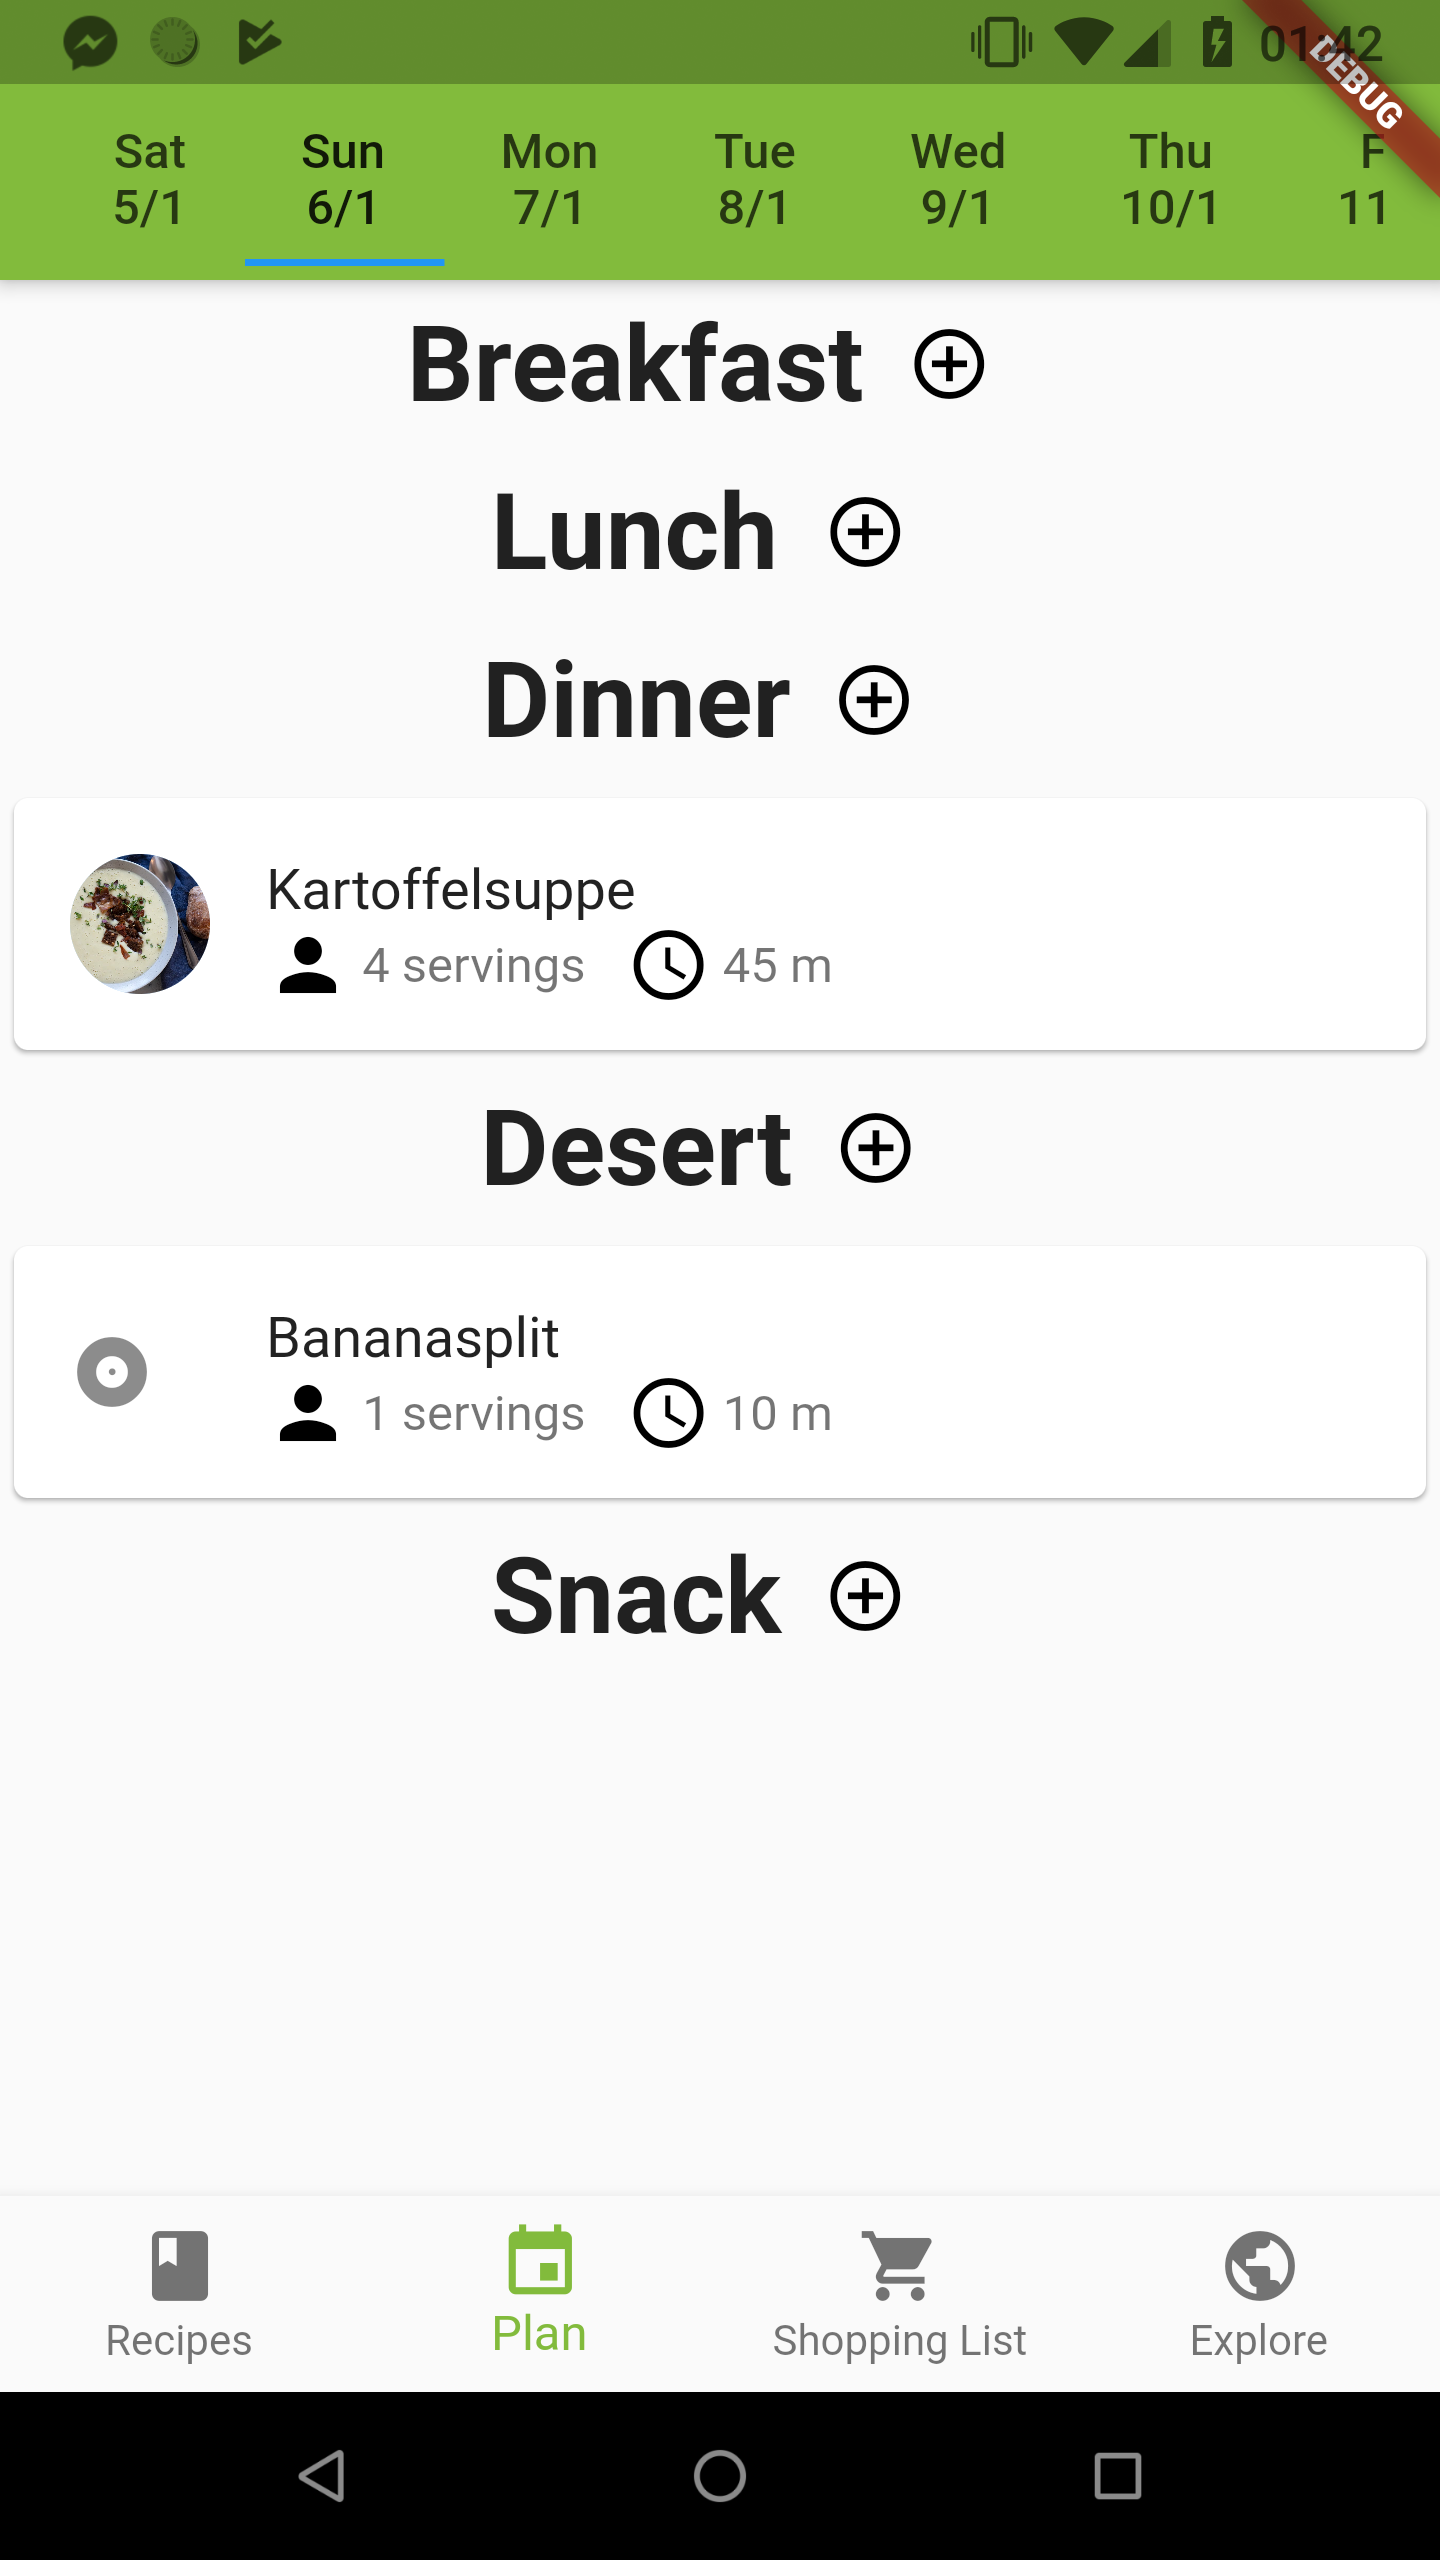 01:42
DEBUG
Sat Sun Mon Tue Wed Thu F
5/1 6/1 7/1 8/1 9/1 10/1 11
Breakfast
Lunch
Dinner
Kartoffelsuppe
4 servings 45 m
Desert
Bananasplit
1 servings 10 m
Snack
Recipes Plan Shopping List Explore